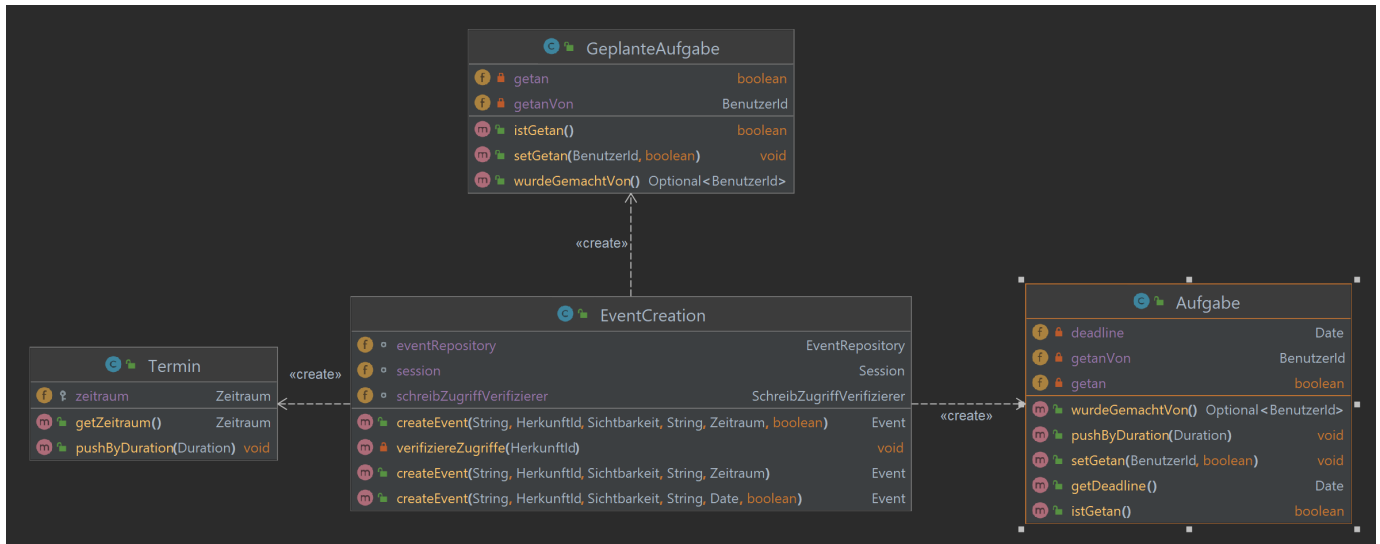 GeplanteAufgabe
f getan boolean
f getanVon BenutzerId
m istGetan() boolean
m setGetan(BenutzerId, boolean) void
m wurdeGemachtVon() Optional<BenutzerId>
«create»
C EventCreation
f eventRepository EventRepository
f session Session
f schreibZugriffVerifizierer SchreibZugriffVerifizierer
m createEvent(String, HerkunftId, Sichtbarkeit, String, Zeitraum, boolean) Event
m verifiziereZugriffe(HerkunftId) void
m createEvent(String, HerkunftId, Sichtbarkeit, String, Zeitraum) Event
m createEvent(String, HerkunftId, Sichtbarkeit, String, Date, boolean) Event
«create»
C Termin
f zeitraum Zeitraum
m getZeitraum() Zeitraum
m pushByDuration(Duration) void
«create»
C Aufgabe
f deadline Date
f getanVon BenutzerId
f getan boolean
m wurdeGemachtVon() Optional<BenutzerId>
m pushByDuration(Duration) void
m setGetan(BenutzerId, boolean) void
m getDeadline() Date
m istGetan() boolean